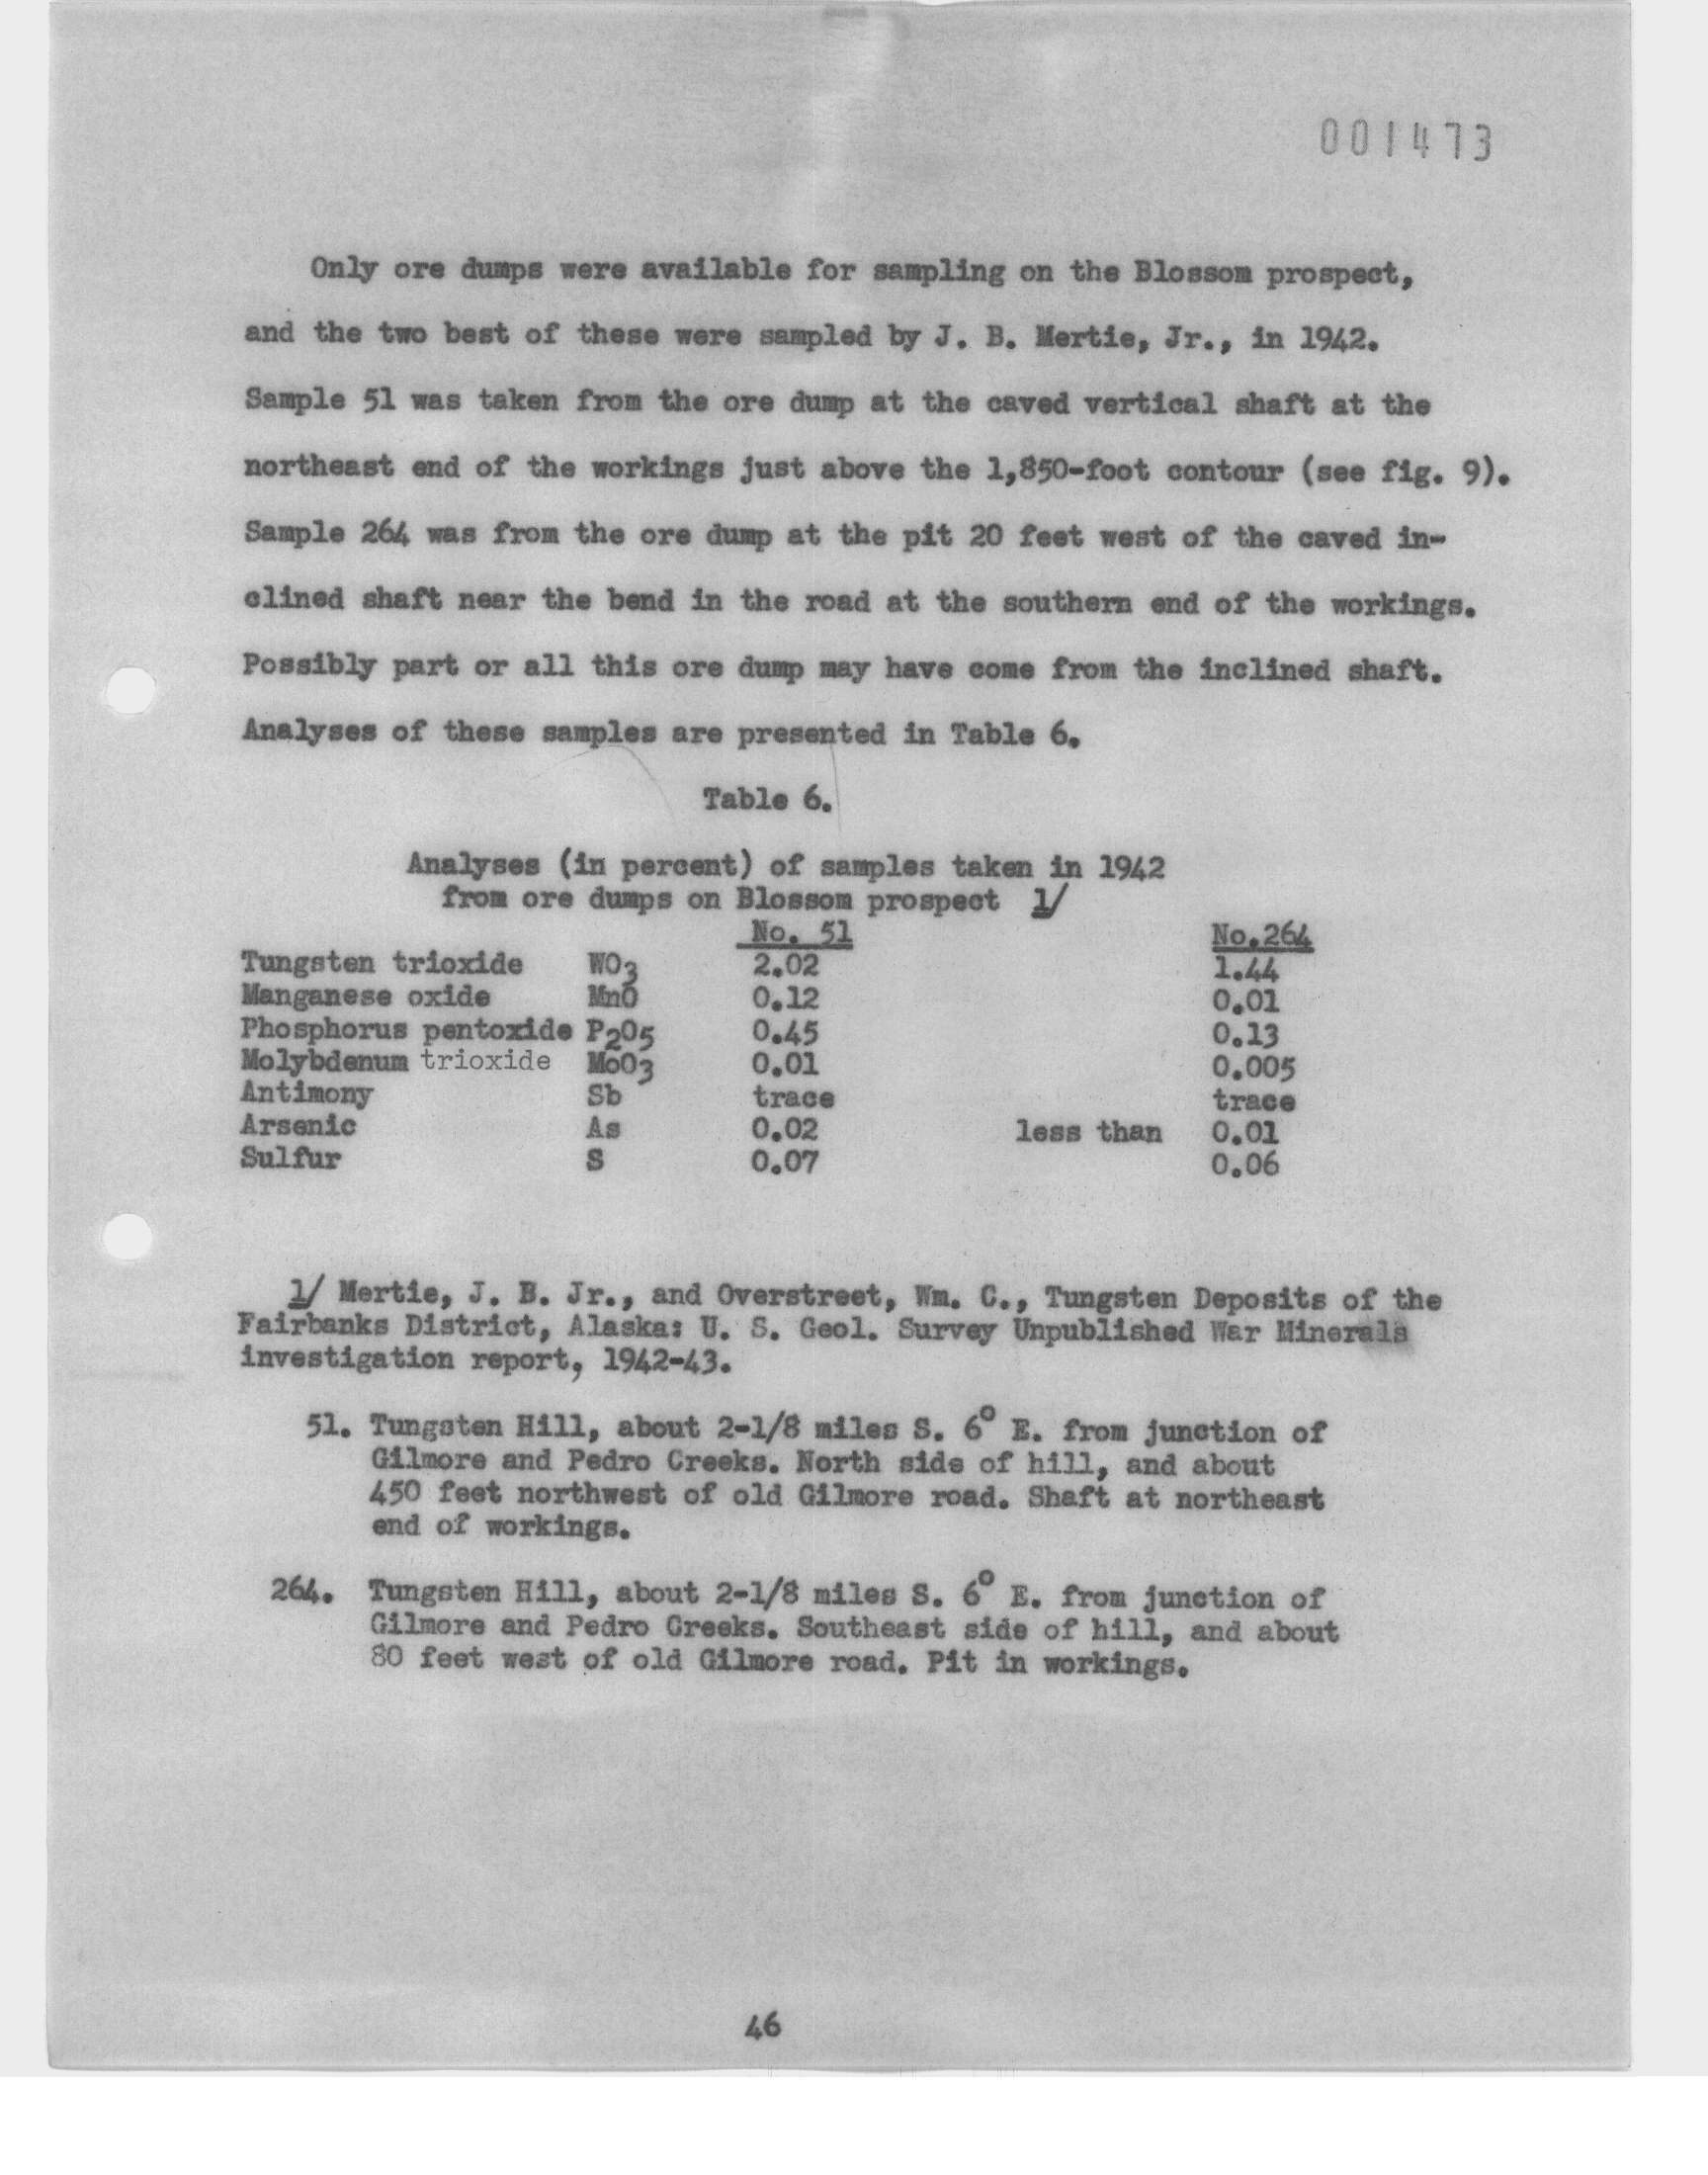 001473
Only ore dumps were available for sampling on the Blossom prospect,
and the two best of these were sampled by J. B. Mertie, Jr., in 1942.
Sample 51 was taken from the ore dump at the caved vertical shaft at the
northeast end of the workings just above the 1,850-foot contour (see fig. 9).
Sample 264 was from the ore dump at the pit 20 feet west of the caved in-
clined shaft near the bend in the road at the southern end of the workings.
Possibly part or all this ore dump may have come from the inclined shaft.
Analyses of these samples are presented in Table 6.
Table 6.
Analyses (in percent) of samples taken in 1942
from ore dumps on Blossom prospect 1/
No. 51 No.264
Tungsten trioxide WO3 2.02 1.44
Manganese oxide MnO 0.12 0.01
Phosphorus pentoxide P2O5 0.45 0.13
Molybdenum trioxide MoO3 0.01 0.005
Antimony Sb trace trace
Arsenic As 0.02 less than 0.01
Sulfur S 0.07 0.06
1/ Mertie, J. B. Jr., and Overstreet, Wm. C., Tungsten Deposits of the
Fairbanks District, Alaska: U. S. Geol. Survey Unpublished War Minerals
investigation report, 1942-43.
51. Tungsten Hill, about 2-1/8 miles S. 6° E. from junction of
Gilmore and Pedro Creeks. North side of hill, and about
450 feet northwest of old Gilmore road. Shaft at northeast
end of workings.
264. Tungsten Hill, about 2-1/8 miles S. 6° E. from junction of
Gilmore and Pedro Creeks. Southeast side of hill, and about
80 feet west of old Gilmore road. Pit in workings.
46